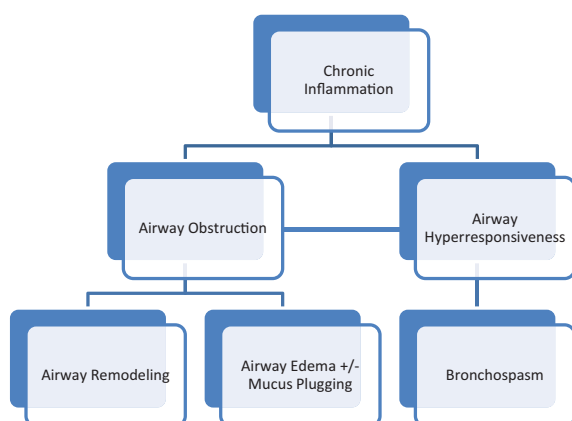 Chronic
Inflammation
Airway Obstruction
Airway
Hyperresponsiveness
Airway Remodeling
Airway Edema +/-
Mucus Plugging
Bronchospasm